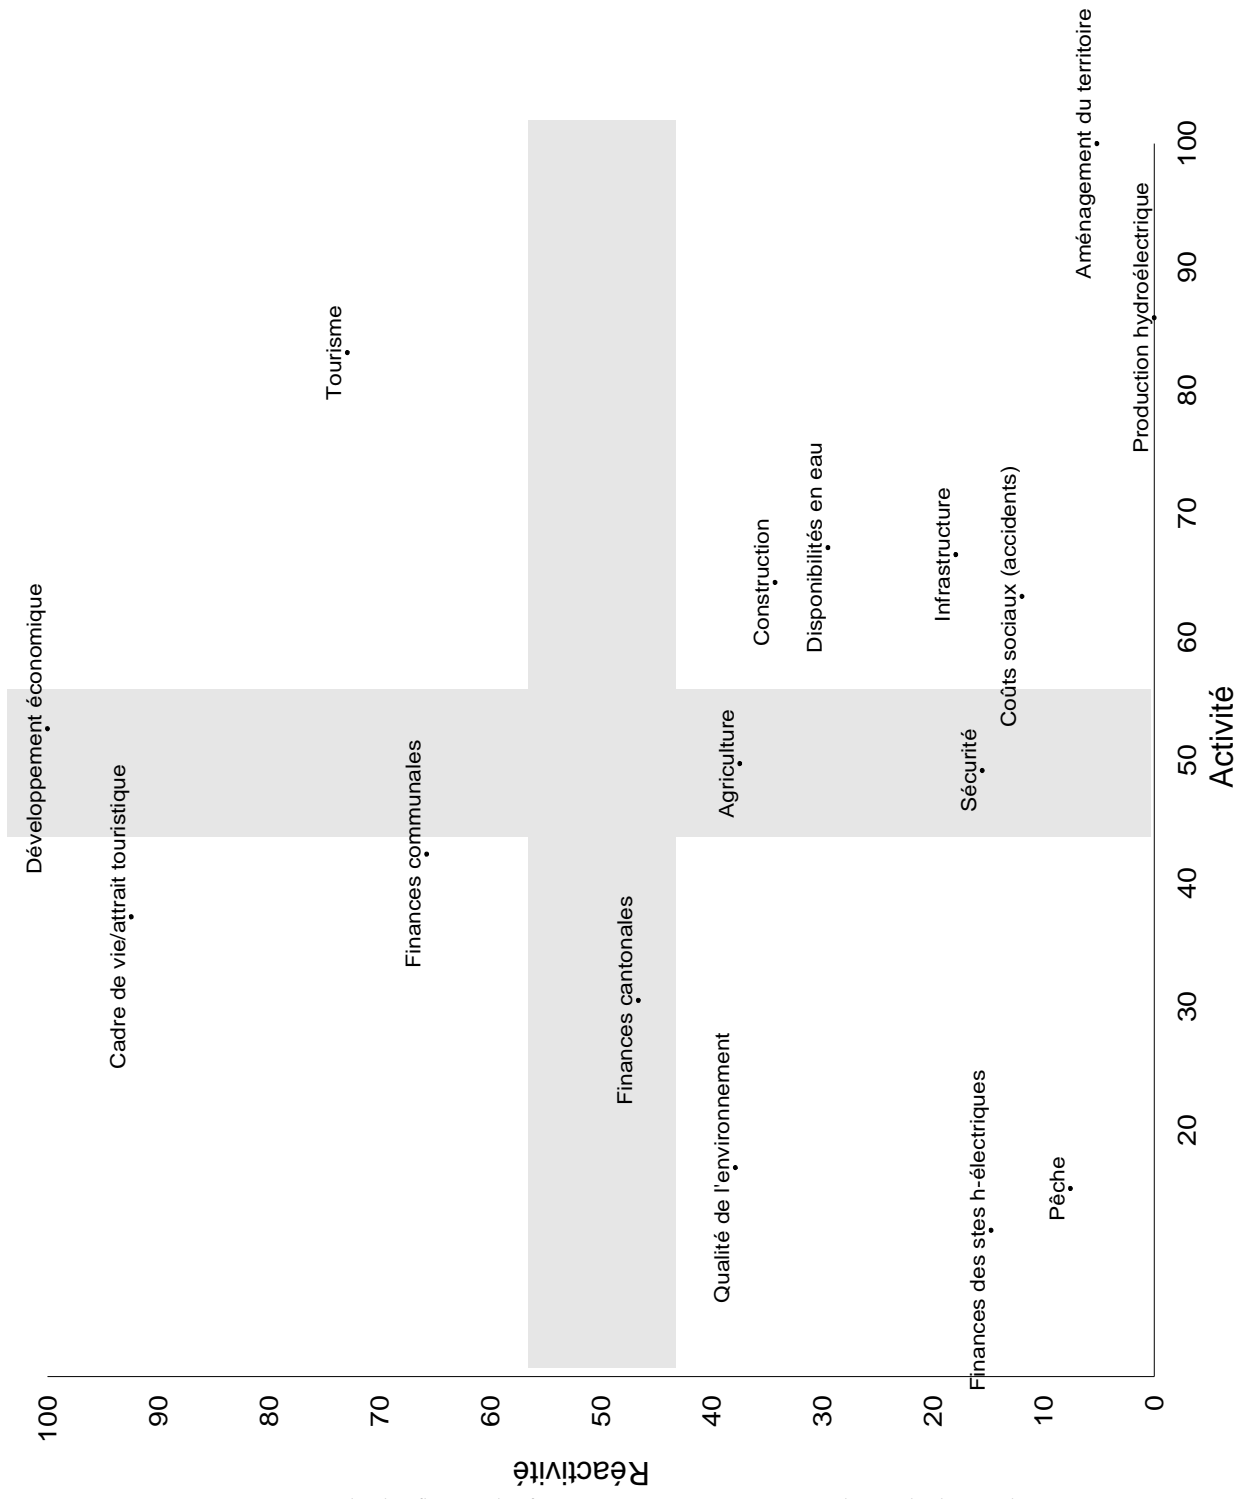 Développement économique
Cadre de vie/attrait touristique
Tourisme
Finances communales
Finances cantonales
Qualité de l'environnement
Agriculture
Construction
Disponibilités en eau
Infrastructure
Sécurité
Coûts sociaux (accidents)
Finances des stes h-électriques
Pêche
Aménagement du territoire
Production hydroélectrique
100
90
80
70
60
50
40
30
20
10
0
Réactivité
20
30
40
50
60
70
80
90
100
Activité